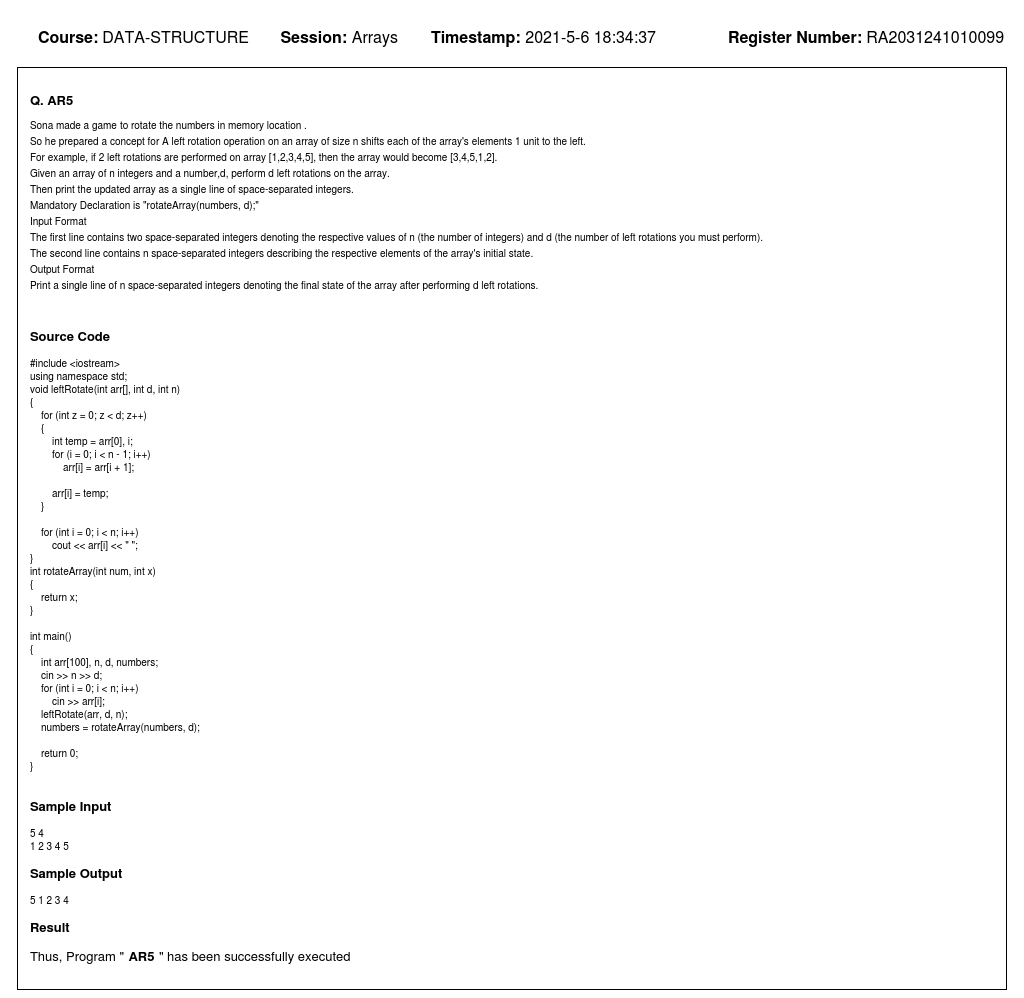 Course: DATA-STRUCTURE Session: Arrays Timestamp: 2021-5-6 18:34:37 Register Number: RA2031241010099
Q. AR5
Sona made a game to rotate the numbers in memory location .
So he prepared a concept for A left rotation operation on an array of size n shifts each of the array's elements 1 unit to the left.
For example, if 2 left rotations are performed on array [1,2,3,4,5], then the array would become [3,4,5,1,2].
Given an array of n integers and a number,d, perform d left rotations on the array.
Then print the updated array as a single line of space-separated integers.
Mandatory Declaration is "rotateArray(numbers, d);"
Input Format
The first line contains two space-separated integers denoting the respective values of n (the number of integers) and d (the number of left rotations you must perform).
The second line contains n space-separated integers describing the respective elements of the array's initial state.
Output Format
Print a single line of n space-separated integers denoting the final state of the array after performing d left rotations.
Source Code
#include <iostream>
using namespace std;
void leftRotate(int arr[], int d, int n)
{
    for (int z = 0; z < d; z++)
    {
        int temp = arr[0], i;
        for (i = 0; i < n - 1; i++)
            arr[i] = arr[i + 1];
        arr[i] = temp;
    }
    for (int i = 0; i < n; i++)
        cout << arr[i] << " ";
}
int rotateArray(int num, int x)
{
    return x;
}
int main()
{
    int arr[100], n, d, numbers;
    cin >> n >> d;
    for (int i = 0; i < n; i++)
        cin >> arr[i];
    leftRotate(arr, d, n);
    numbers = rotateArray(numbers, d);
    return 0;
}
Sample Input
5 4
1 2 3 4 5
Sample Output
5 1 2 3 4
Result
Thus, Program " AR5 " has been successfully executed